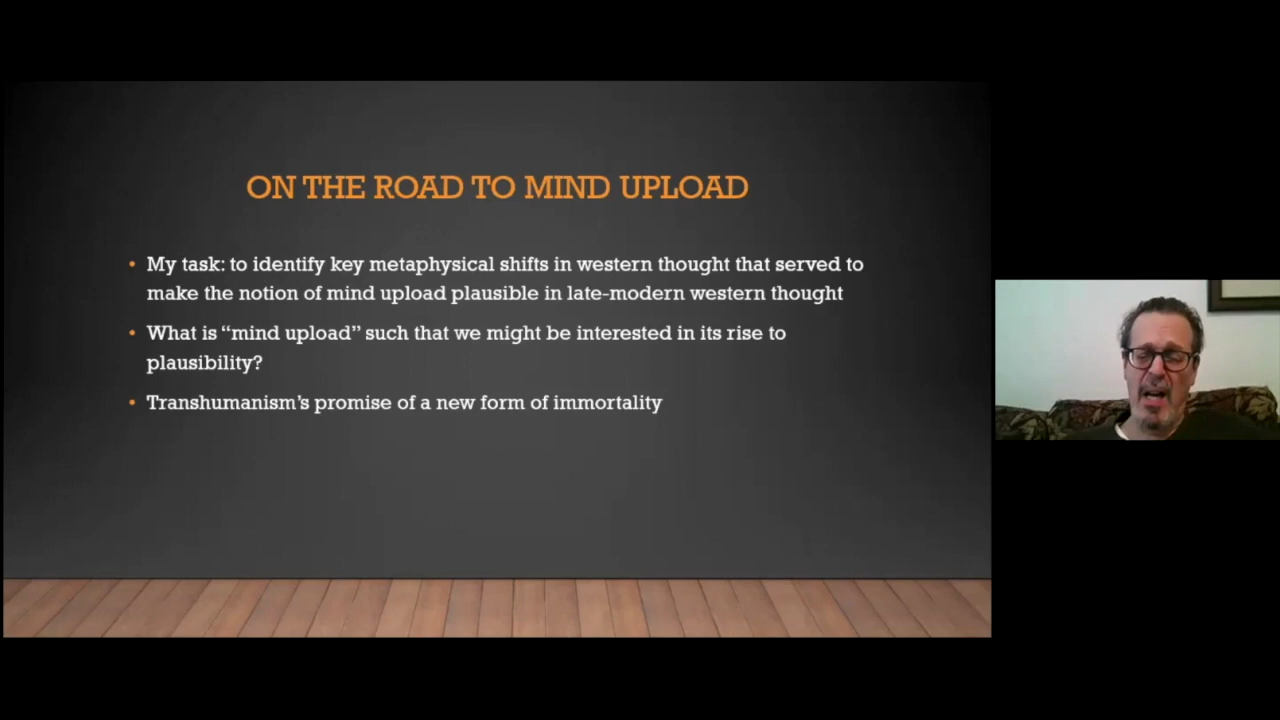 ON THE ROAD TO MIND UPLOAD
• My task: to identify key metaphysical shifts in western thought that served to
make the notion of mind upload plausible in late-modern western thought
• What is “mind upload” such that we might be interested in its rise to
plausibility?
• Transhumanism’s promise of a new form of immortality